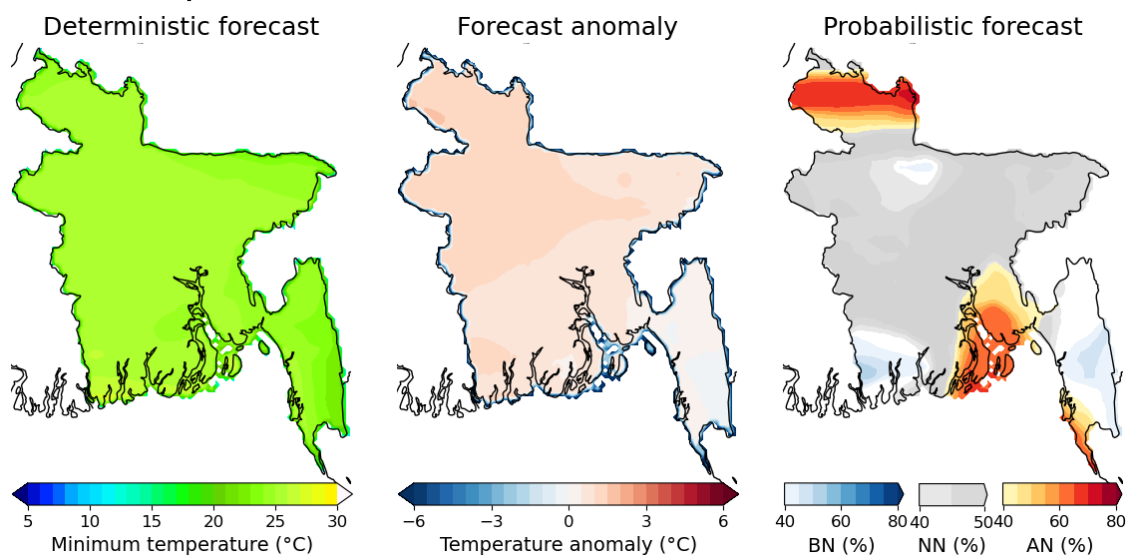 Deterministic forecast
Forecast anomaly
Probabilistic forecast
5 10 15 20 25 30
Minimum temperature (°C)
−6 −3 0 3 6
Temperature anomaly (°C)
40 60 80
BN (%)
40 50
NN (%)
40 60 80
AN (%)